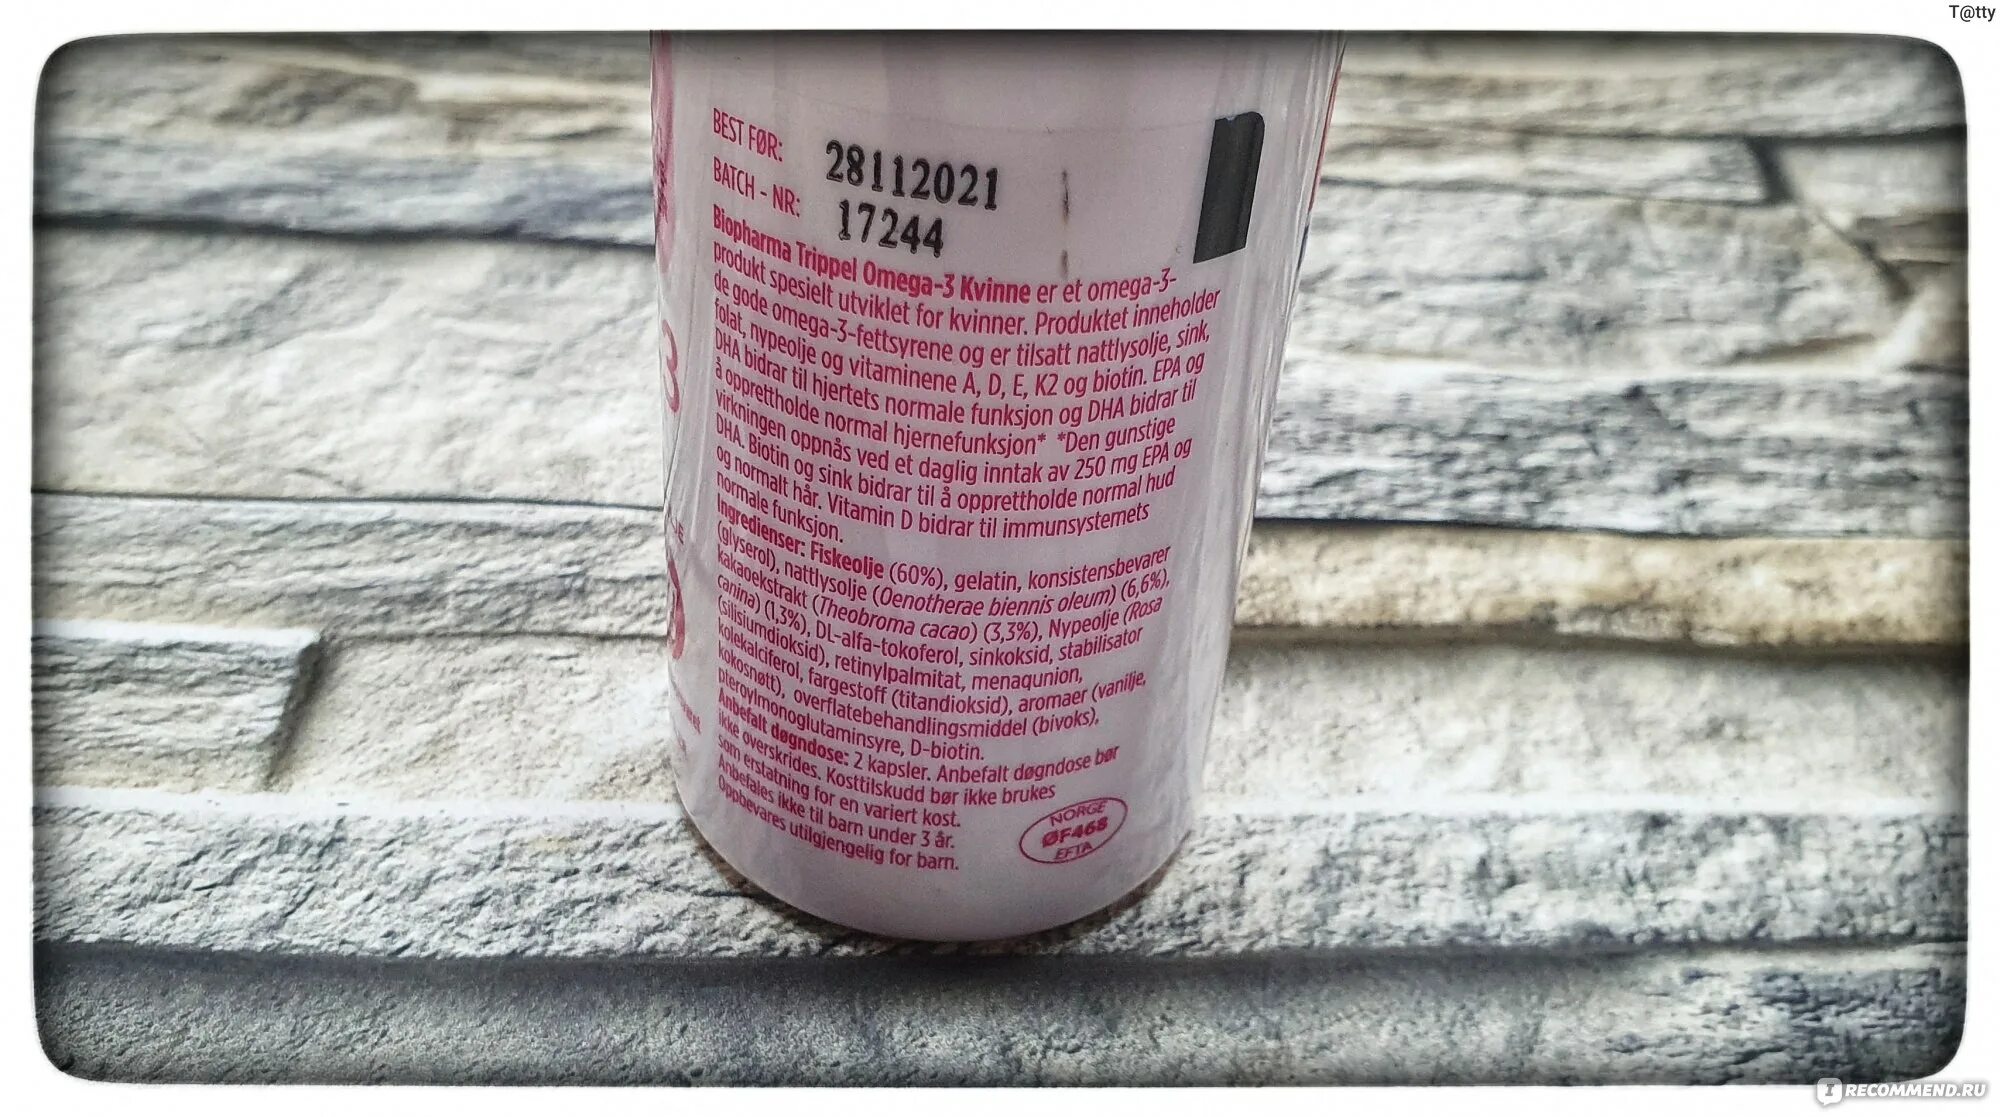 T@tty
BEST FØR:
28112021
BATCH - NR:
17244
Biopharma Trippel Omega-3 Kvinne er et omega-3-
produkt spesielt utviklet for kvinner. Produktet inneholder
de gode omega-3-fettsyrene og er tilsatt nattlysolje, sink,
folat, nypeolje og vitaminene A, D, E, K2 og biotin. EPA og
DHA bidrar til hjertets normale funksjon og DHA bidrar til
å opprettholde normal hjernefunksjon* *Den gunstige
virkningen oppnås ved et daglig inntak av 250 mg EPA og
DHA. Biotin og sink bidrar til å opprettholde normal hud
og normalt hår. Vitamin D bidrar til immunsystemets
normale funksjon.
Ingredienser: Fiskeolje (60%), gelatin, konsistensbevarer
(glyserol), nattlysolje (Oenotherae biennis oleum) (6,6%),
kakaoekstrakt (Theobroma cacao) (3,3%), Nypeolje (Rosa
canina) (1,3%), DL-alfa-tokoferol, sinkoksid, stabilisator
(silisiumdioksid), retinylpalmitat, menaqunion,
kolekalciferol, fargestoff (titandioksid), aromaer (vanilje,
kokosnøtt), overflatebehandlingsmiddel (bivoks),
pteroylmonoglutaminsyre, D-biotin.
Anbefalt døgndose: 2 kapsler. Anbefalt døgndose bør
ikke overskrides. Kosttilskudd bør ikke brukes
som erstatning for en variert kost.
Anbefales ikke til barn under 3 år.
Oppbevares utilgjengelig for barn.
NORGE
ØF468
EFTA
3
IRECOMMEND.RU